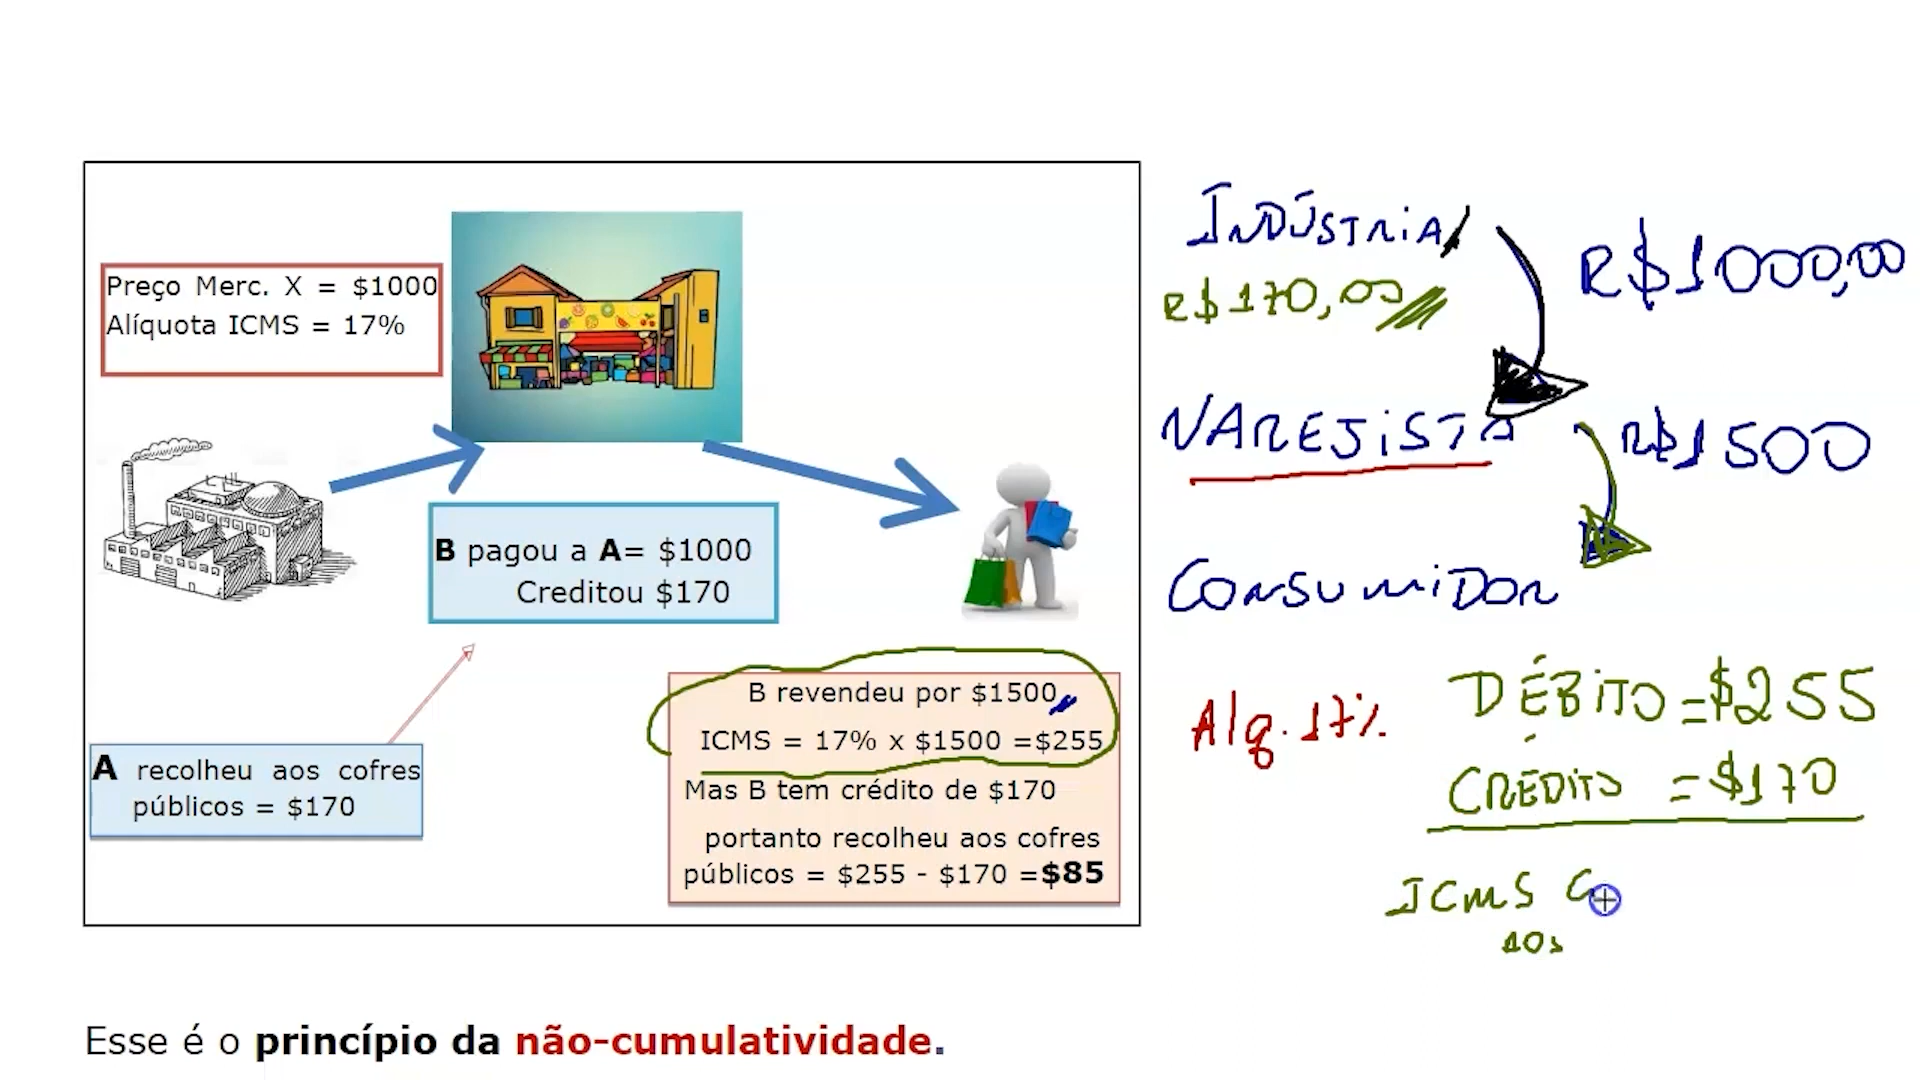 Preço Merc. X = $1000
Alíquota ICMS = 17%
B pagou a A= $1000
Creditou $170
A recolheu aos cofres
públicos = $170
B revendeu por $1500
ICMS = 17% x $1500 =$255
Mas B tem crédito de $170
portanto recolheu aos cofres
públicos = $255 - $170 =$85
Esse é o princípio da não-cumulatividade.
INDÚSTRIA
R$1000,00
R$170,00
VAREJISTA
R$1500
CONSUMIDOR
Alq. 17%
DÉBITO =$255
CRÉDITO =$170
ICMS